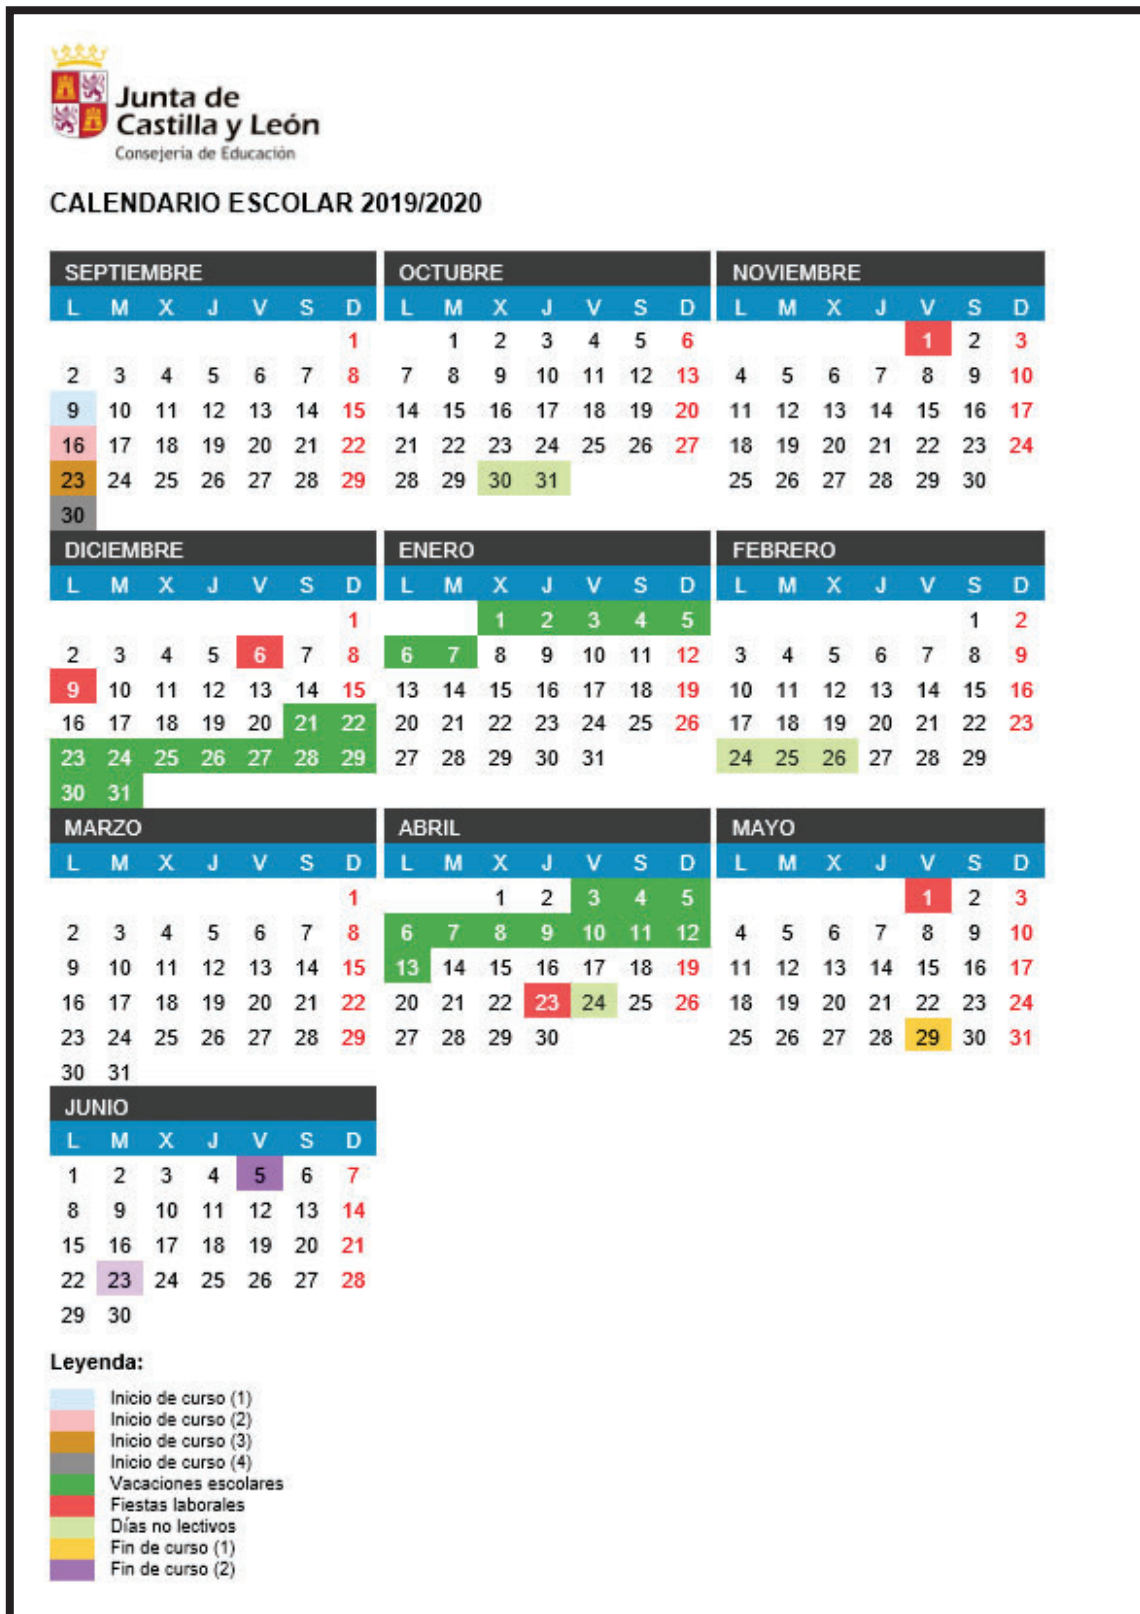 Junta de
Castilla y León
Consejería de Educación
CALENDARIO ESCOLAR 2019/2020
SEPTIEMBRE
L M X J V S D
1
2 3 4 5 6 7 8
9 10 11 12 13 14 15
16 17 18 19 20 21 22
23 24 25 26 27 28 29
30
OCTUBRE
L M X J V S D
1 2 3 4 5 6
7 8 9 10 11 12 13
14 15 16 17 18 19 20
21 22 23 24 25 26 27
28 29 30 31
NOVIEMBRE
L M X J V S D
1 2 3
4 5 6 7 8 9 10
11 12 13 14 15 16 17
18 19 20 21 22 23 24
25 26 27 28 29 30
DICIEMBRE
L M X J V S D
1
2 3 4 5 6 7 8
9 10 11 12 13 14 15
16 17 18 19 20 21 22
23 24 25 26 27 28 29
30 31
ENERO
L M X J V S D
1 2 3 4 5
6 7 8 9 10 11 12
13 14 15 16 17 18 19
20 21 22 23 24 25 26
27 28 29 30 31
FEBRERO
L M X J V S D
1 2
3 4 5 6 7 8 9
10 11 12 13 14 15 16
17 18 19 20 21 22 23
24 25 26 27 28 29
MARZO
L M X J V S D
1
2 3 4 5 6 7 8
9 10 11 12 13 14 15
16 17 18 19 20 21 22
23 24 25 26 27 28 29
30 31
ABRIL
L M X J V S D
1 2 3 4 5
6 7 8 9 10 11 12
13 14 15 16 17 18 19
20 21 22 23 24 25 26
27 28 29 30
MAYO
L M X J V S D
1 2 3
4 5 6 7 8 9 10
11 12 13 14 15 16 17
18 19 20 21 22 23 24
25 26 27 28 29 30 31
JUNIO
L M X J V S D
1 2 3 4 5 6 7
8 9 10 11 12 13 14
15 16 17 18 19 20 21
22 23 24 25 26 27 28
29 30
Leyenda:
Inicio de curso (1)
Inicio de curso (2)
Inicio de curso (3)
Inicio de curso (4)
Vacaciones escolares
Fiestas laborales
Días no lectivos
Fin de curso (1)
Fin de curso (2)